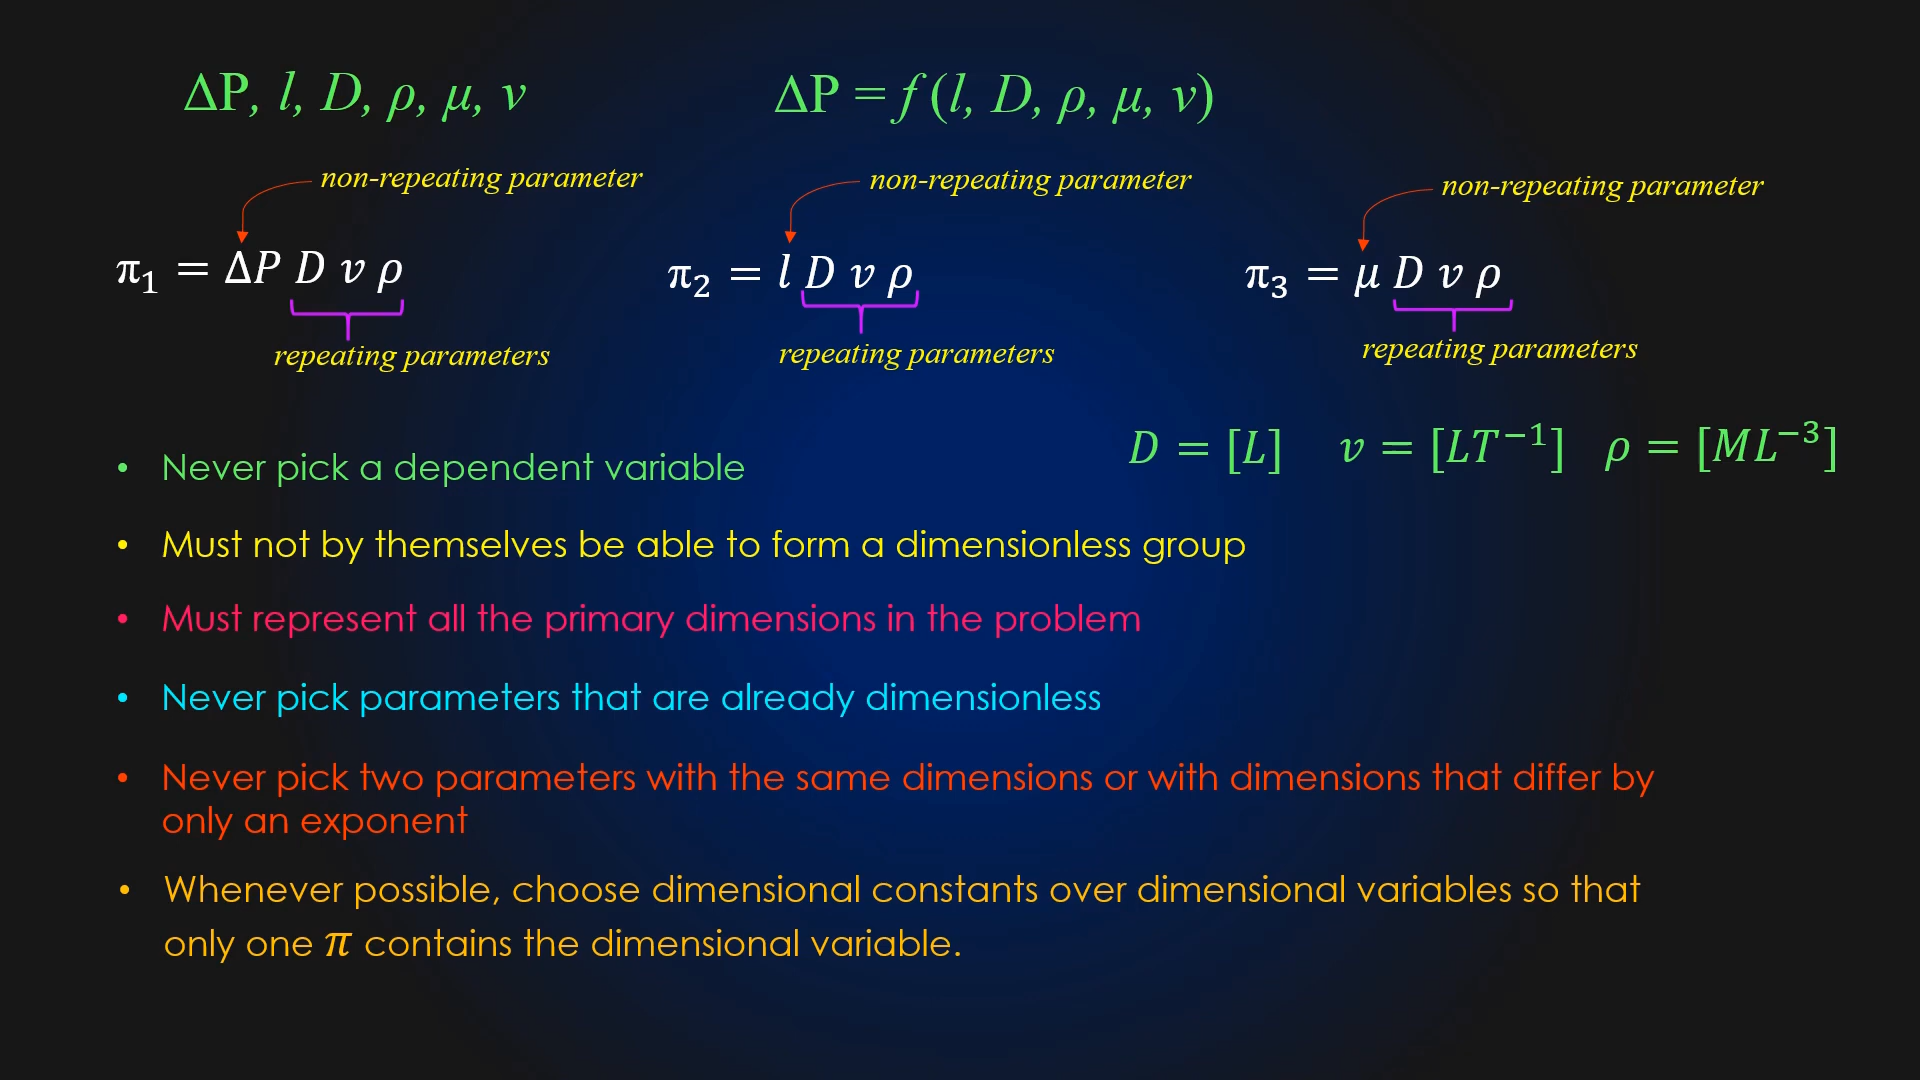 ΔP, l, D, ρ, μ, v
ΔP = f (l, D, ρ, μ, v)
non-repeating parameter
non-repeating parameter
non-repeating parameter
π₁ = ΔP D v ρ
π₂ = l D v ρ
π₃ = μ D v ρ
repeating parameters
repeating parameters
repeating parameters
D = [L] v = [LT⁻¹] ρ = [ML⁻³]
• Never pick a dependent variable
• Must not by themselves be able to form a dimensionless group
• Must represent all the primary dimensions in the problem
• Never pick parameters that are already dimensionless
• Never pick two parameters with the same dimensions or with dimensions that differ by
only an exponent
• Whenever possible, choose dimensional constants over dimensional variables so that
only one π contains the dimensional variable.